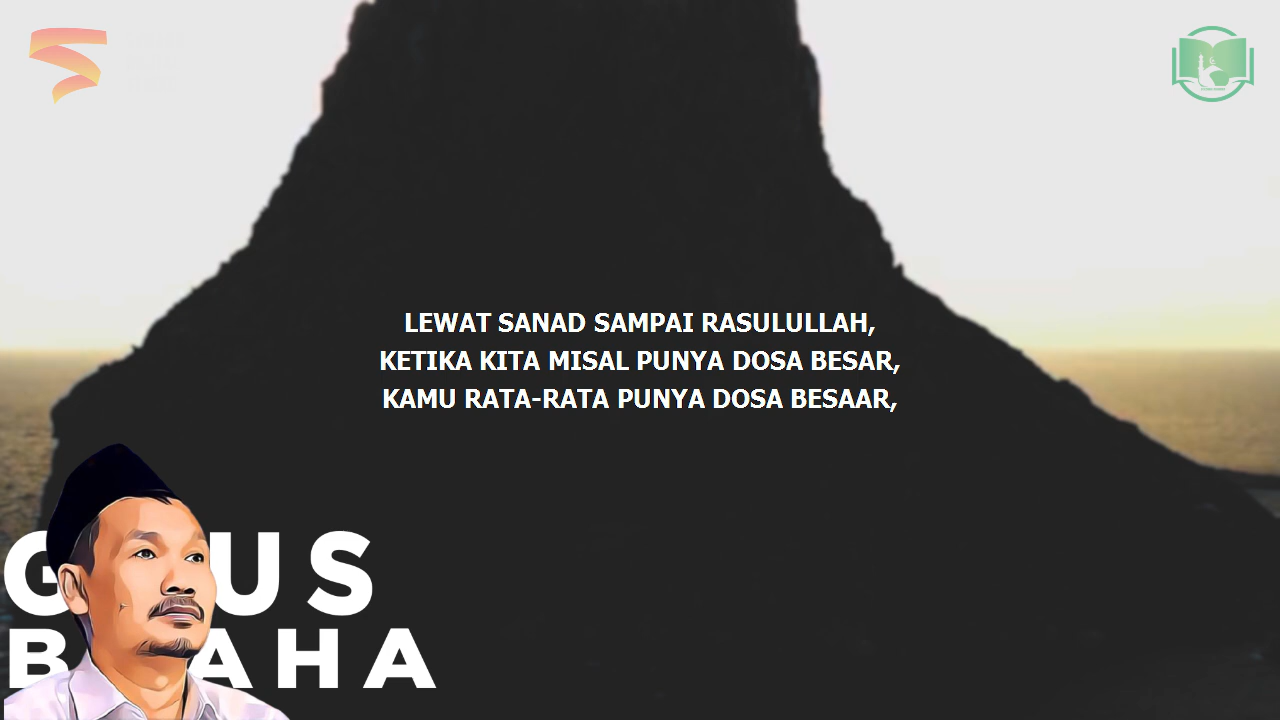 LEWAT SANAD SAMPAI RASULULLAH,
KETIKA KITA MISAL PUNYA DOSA BESAR,
KAMU RATA-RATA PUNYA DOSA BESAAR,
GUS
BAHA